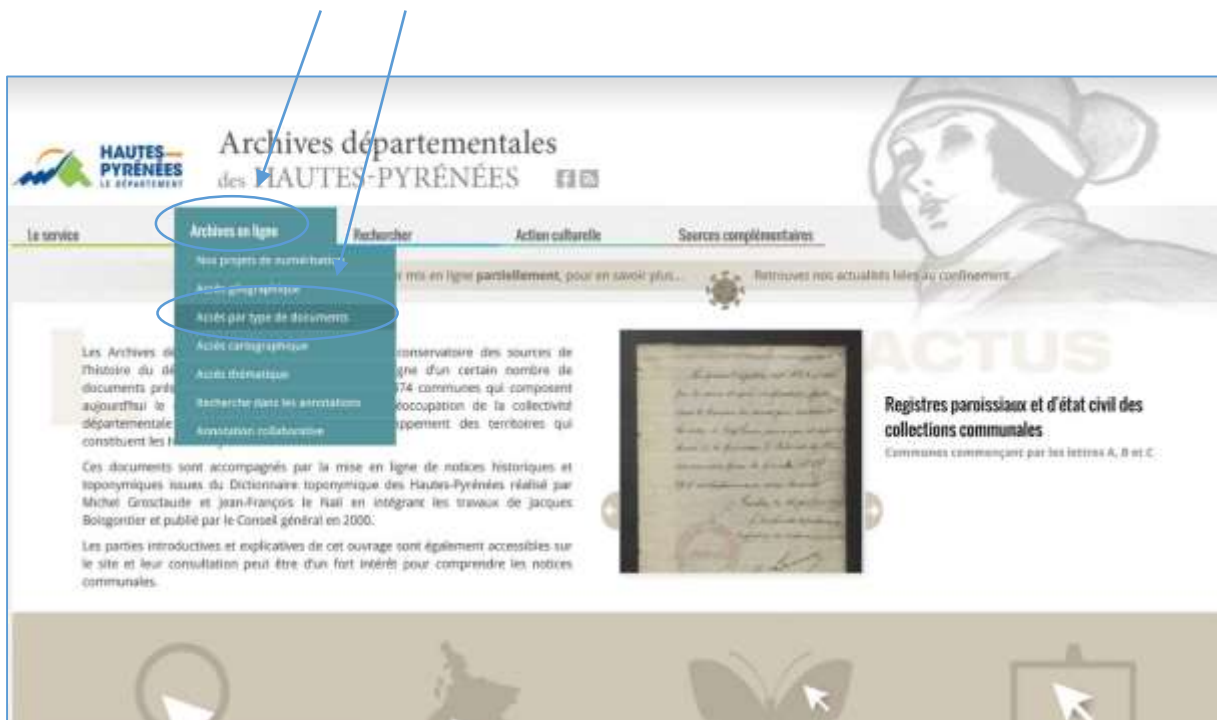 HAUTES-
PYRÉNÉES
LE DÉPARTEMENT
Archives départementales
des HAUTES-PYRÉNÉES
Le service
Archives en ligne
Rechercher
Action culturelle
Sources complémentaires
Nos projets de numérisation
Accès géographique
Accès par type de documents
Accès cartographique
Accès thématique
Recherche dans les annotations
Annotation collaborative
mis en ligne partiellement, pour en savoir plus...
Retrouvez nos actualités liées au confinement
ACTUS
Les Archives conservatoire des sources de
l'histoire du gne d'un certain nombre de
documents 474 communes qui composent
aujourd'hui le éoccupation de la collectivité
départementale ppement des territoires qui
constituent les
Ces documents sont accompagnés par la mise en ligne de notices historiques et
toponymiques issues du Dictionnaire toponymique des Hautes-Pyrénées réalisé par
Michel Grosclaude et Jean-François le Nail en intégrant les travaux de Jacques
Boisgontier et publié par le Conseil général en 2000.
Les parties introductives et explicatives de cet ouvrage sont également accessibles sur
le site et leur consultation peut être d'un fort intérêt pour comprendre les notices
communales.
Registres paroissiaux et d'état civil des
collections communales
Communes commençant par les lettres A, B et C